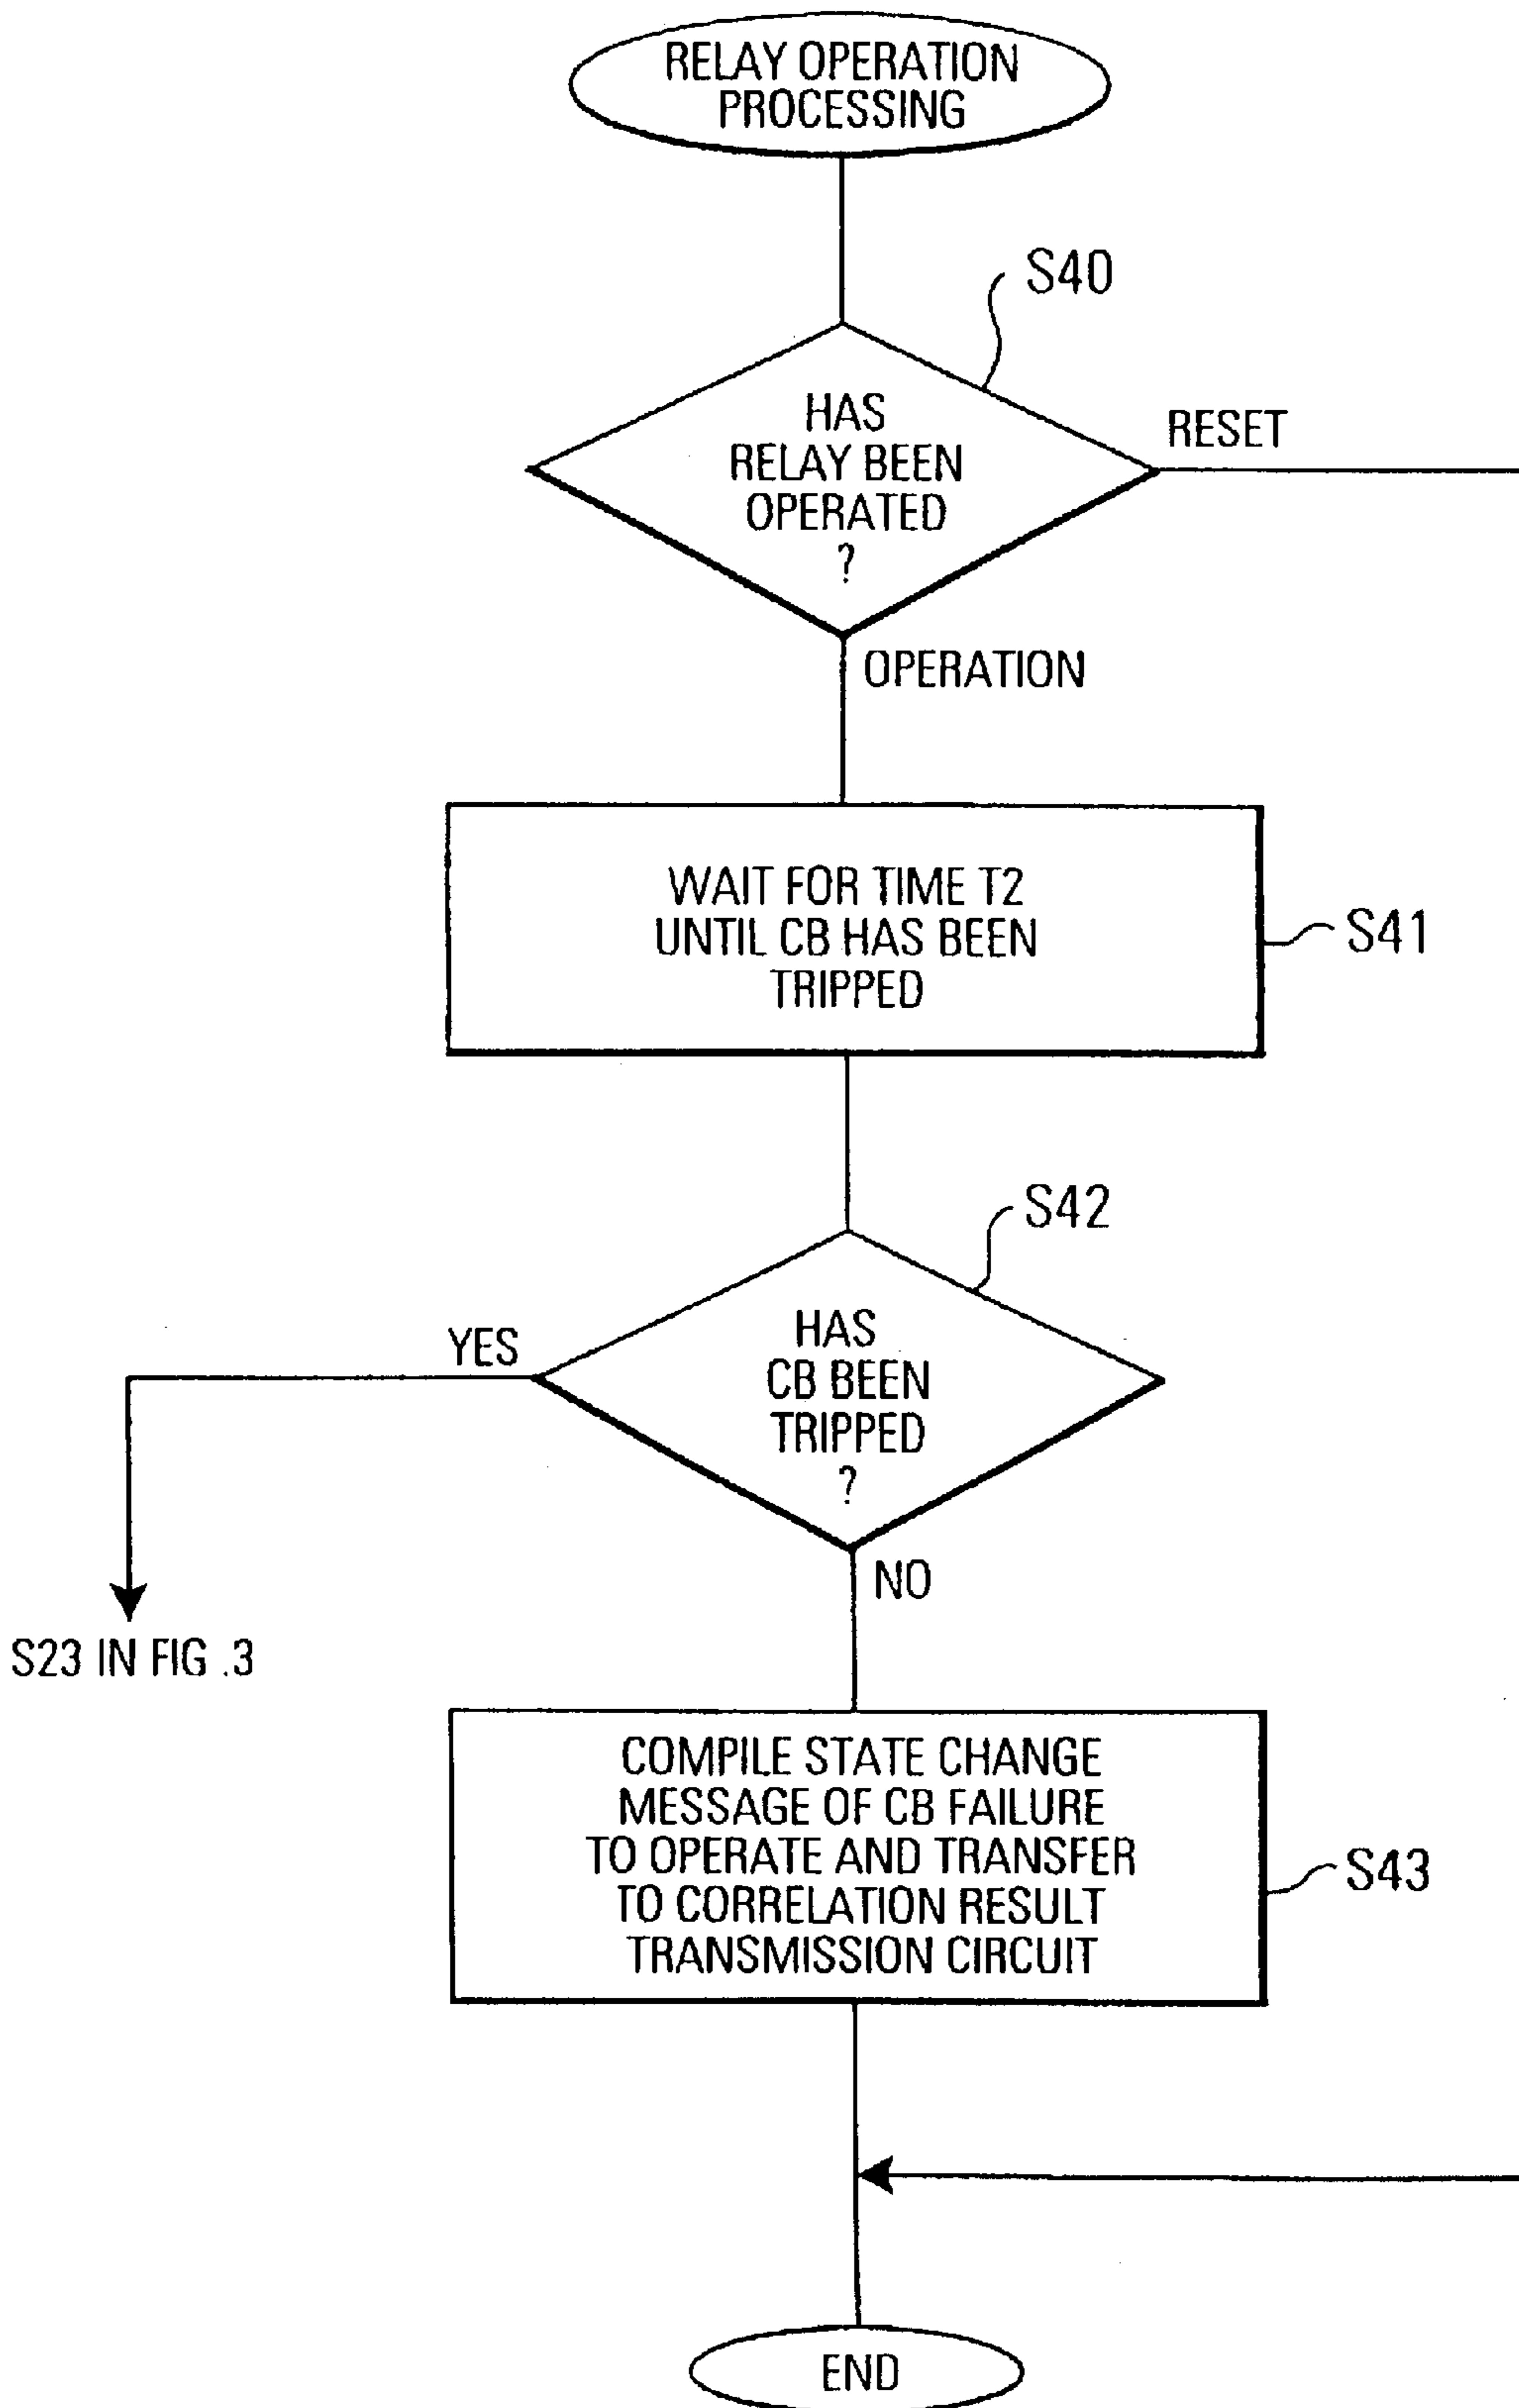 RELAY OPERATION
PROCESSING
S40
HAS
RELAY BEEN
OPERATED
?
RESET
OPERATION
WAIT FOR TIME T2
UNTIL CB HAS BEEN
TRIPPED
S41
S42
HAS
CB BEEN
TRIPPED
?
YES
NO
S23 IN FIG .3
COMPILE STATE CHANGE
MESSAGE OF CB FAILURE
TO OPERATE AND TRANSFER
TO CORRELATION RESULT
TRANSMISSION CIRCUIT
S43
END